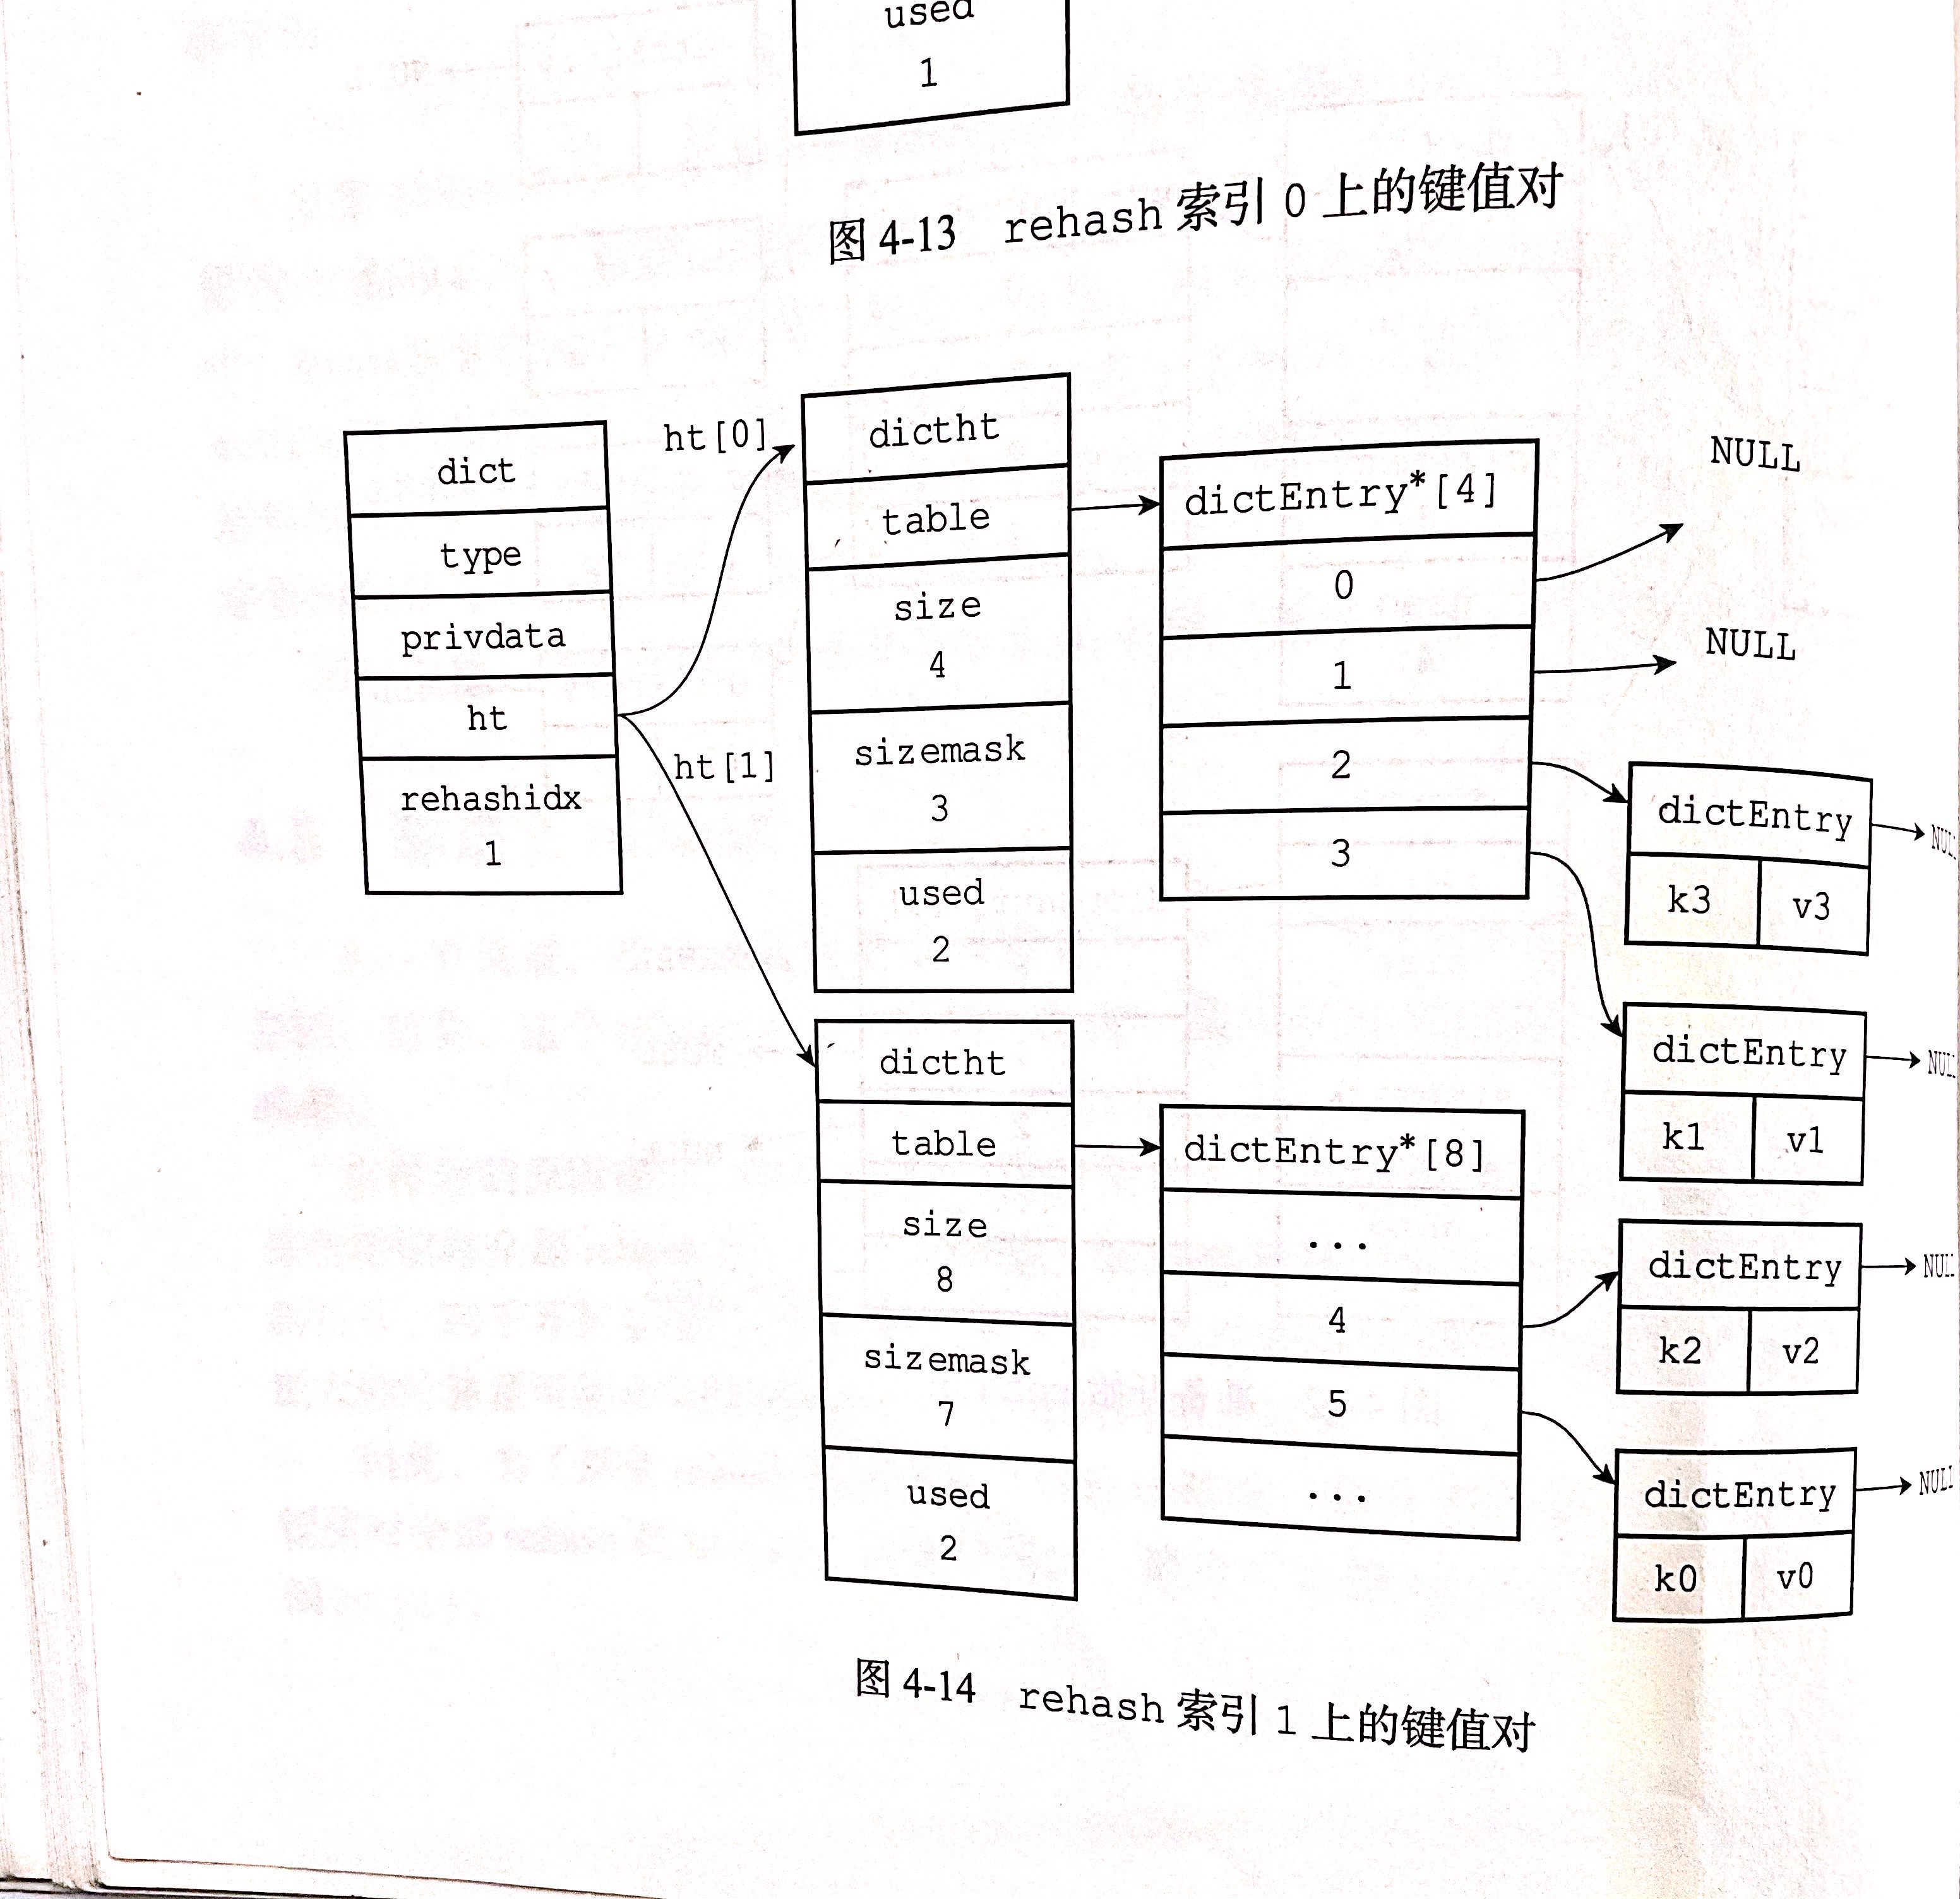 used
1
图 4-13 rehash 索引 0 上的键值对
dict
type
privdata
ht
rehashidx
1
ht[0]
ht[1]
dictht
table
size
4
sizemask
3
used
2
dictEntry*[4]
0
1
2
3
NULL
NULL
dictEntry
k3 v3
dictEntry
k1 v1
dictht
table
size
8
sizemask
7
used
2
dictEntry*[8]
...
4
5
...
dictEntry
k2 v2
NULL
dictEntry
k0 v0
NULL
图 4-14 rehash 索引 1 上的键值对